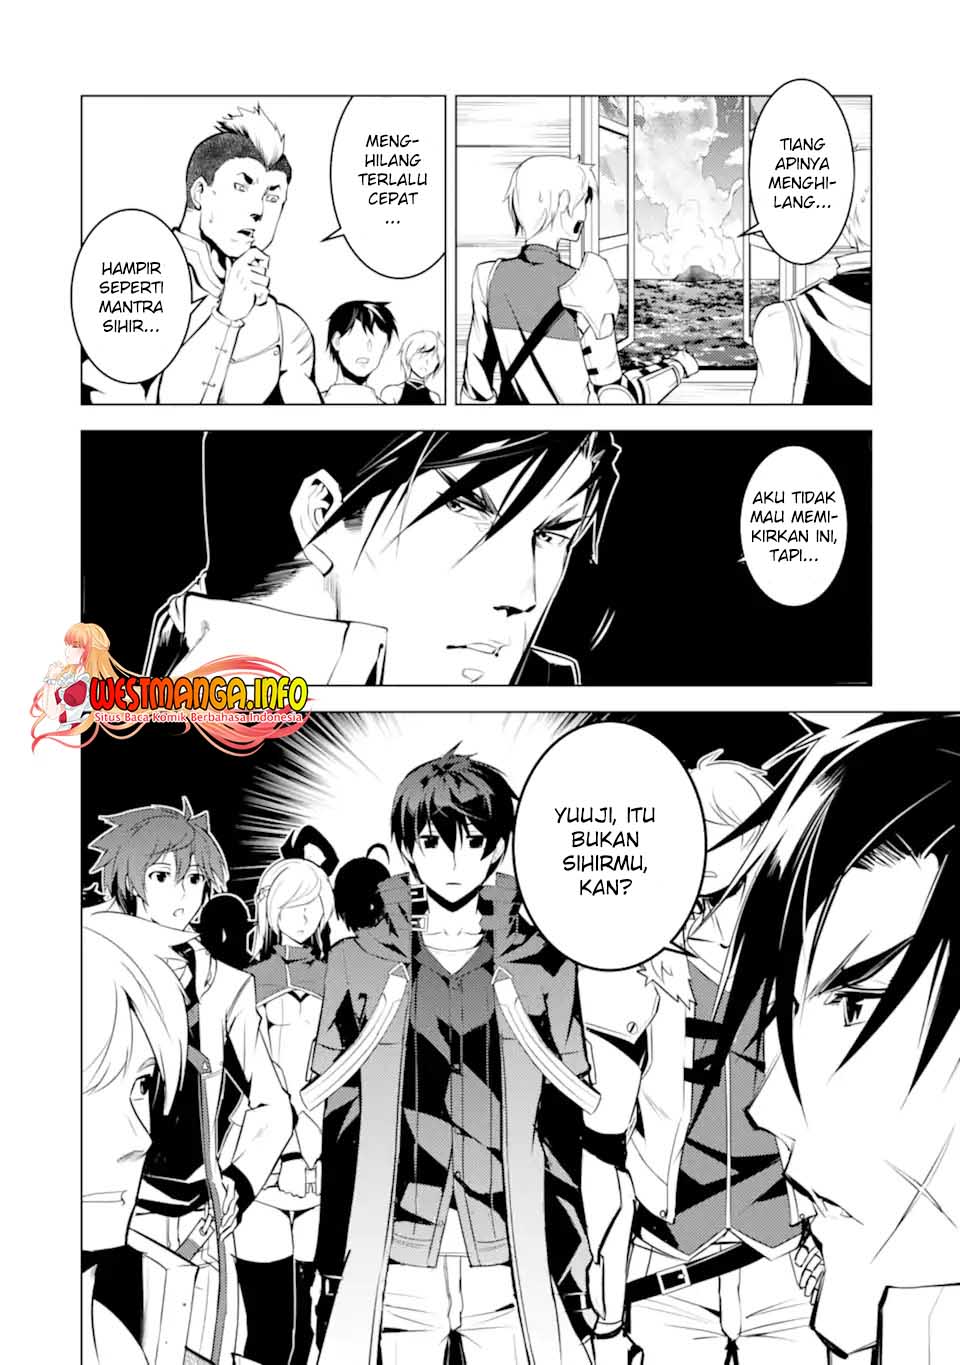 TIANG
APINYA
MENGHI-
LANG...
MENG-
HILANG
TERLALU
CEPAT
...
HAMPIR
SEPERTI
MANTRA
SIHIR...
AKU TIDAK
MAU MEMI-
KIRKAN INI,
TAPI...
WESTMANGA.INFO
Situs Baca Komik Berbahasa Indonesia
YUUJI, ITU
BUKAN
SIHIRMU,
KAN?